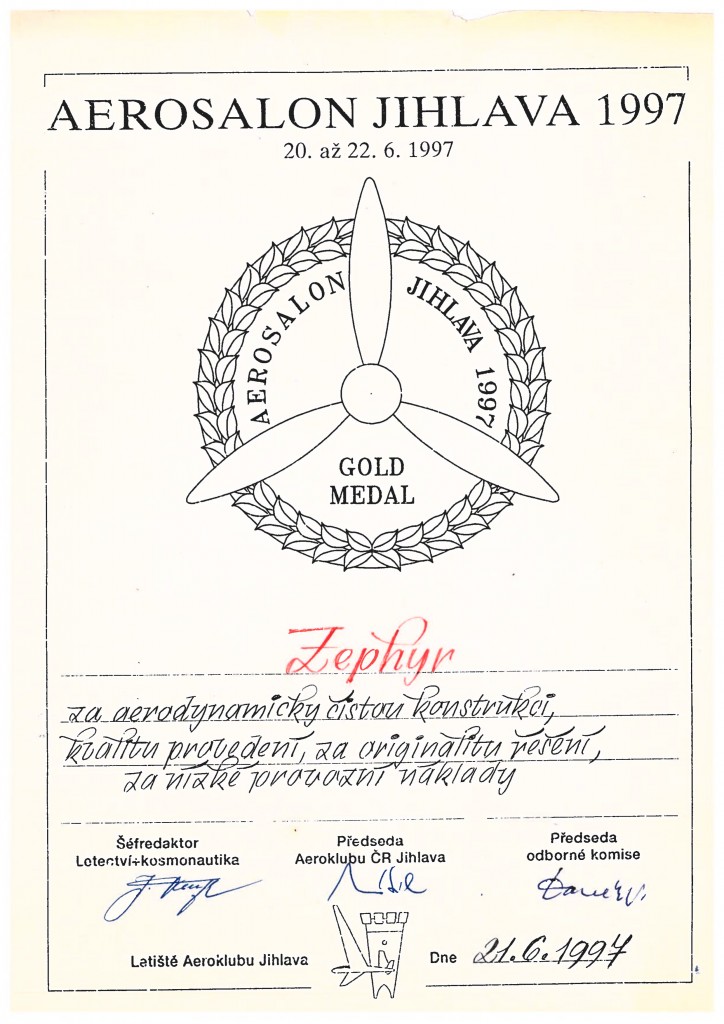 AEROSALON JIHLAVA 1997
20. až 22. 6. 1997
AEROSALON JIHLAVA 1997
GOLD
MEDAL
Zephyr
za aerodynamicky čistou konstrukci,
kvalitu provedení, za originalitu řešení,
za nízké provozní náklady
Šéfredaktor
Letectví+kosmonautika
Předseda
Aeroklubu ČR Jihlava
Předseda
odborné komise
Letiště Aeroklubu Jihlava
Dne 21.6.1997